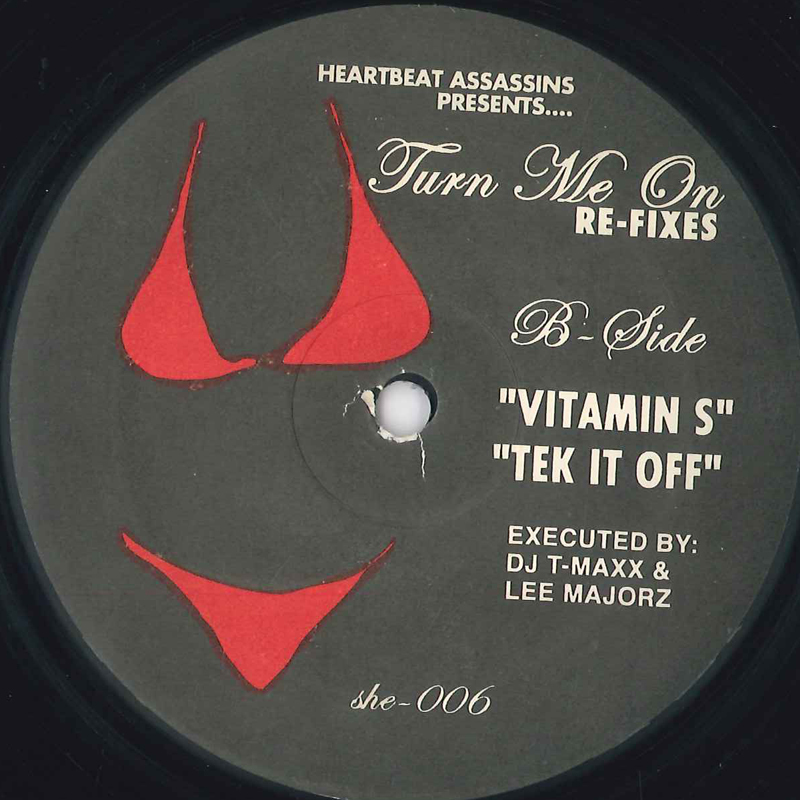 HEARTBEAT ASSASSINS
PRESENTS....
Turn Me On
RE-FIXES
B-Side
"VITAMIN S"
"TEK IT OFF"
EXECUTED BY:
DJ T-MAXX &
LEE MAJORZ
she-006